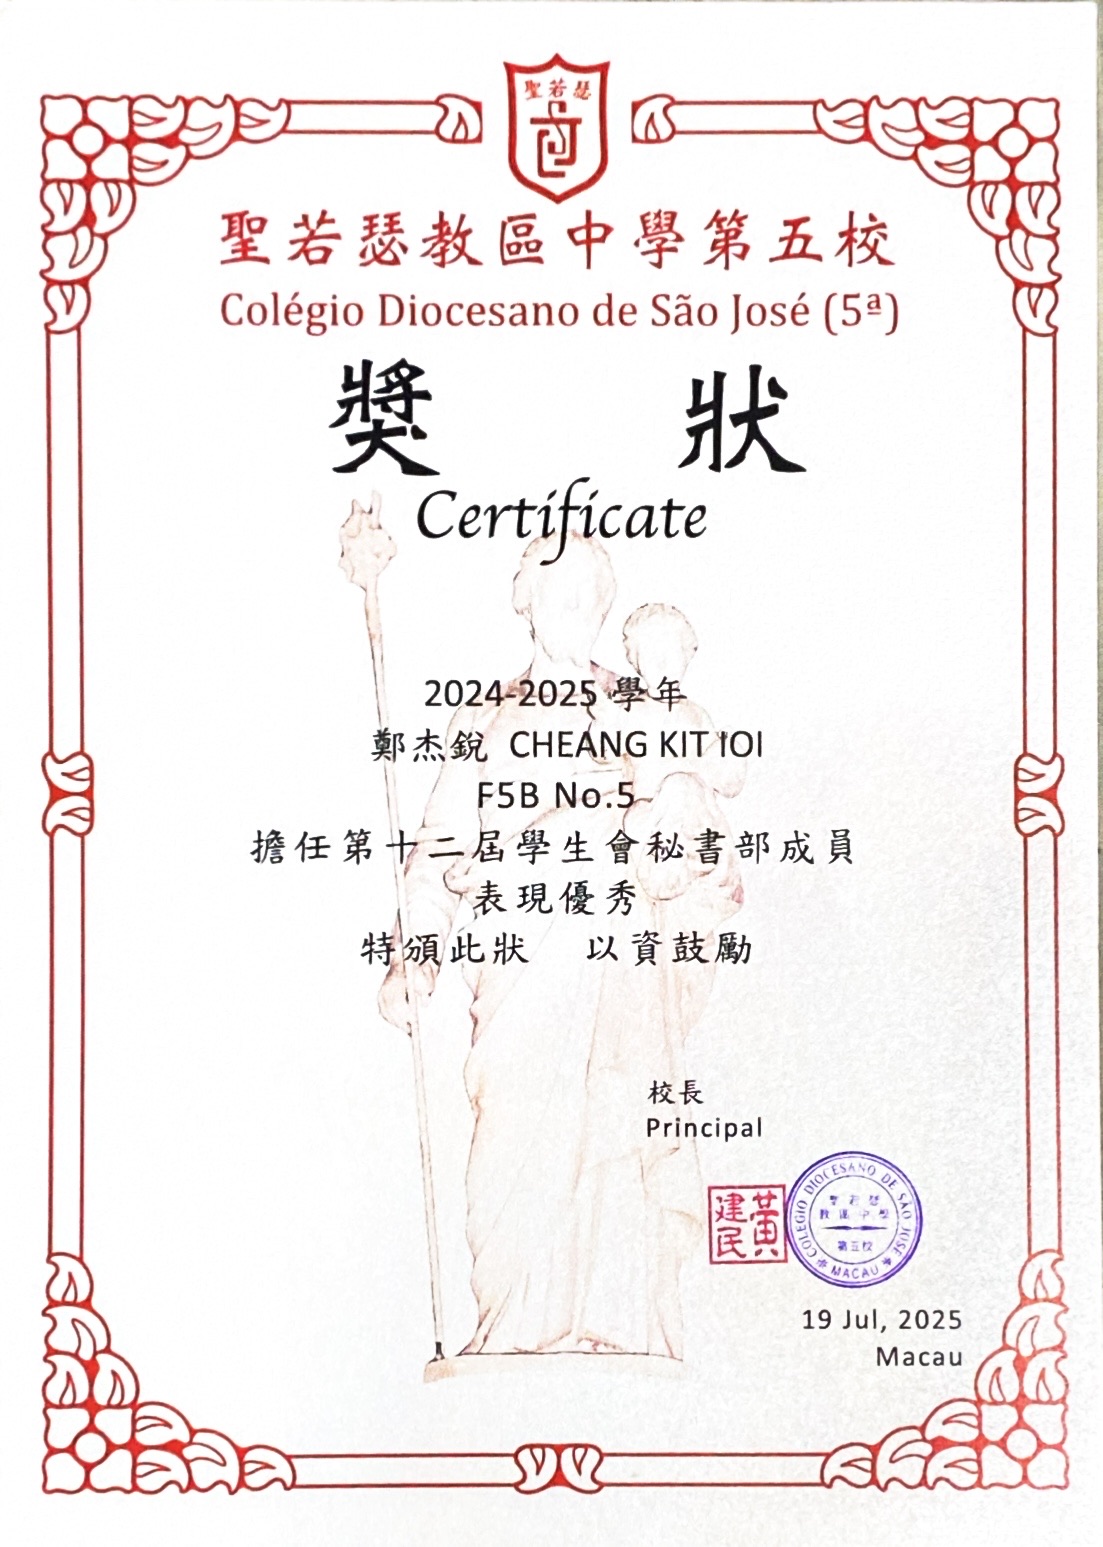 聖若瑟
聖若瑟教區中學第五校
Colégio Diocesano de São José (5ª)
獎 狀
Certificate
2024-2025 學年
鄭杰銳 CHEANG KIT IOI
F5B No.5
擔任第十二屆學生會秘書部成員
表現優秀
特頒此狀 以資鼓勵
校長
Principal
黃建民
COLÉGIO DIOCESANO DE SÃO JOSÉ
聖若瑟
教區中學
第五校
MACAU
19 Jul, 2025
Macau